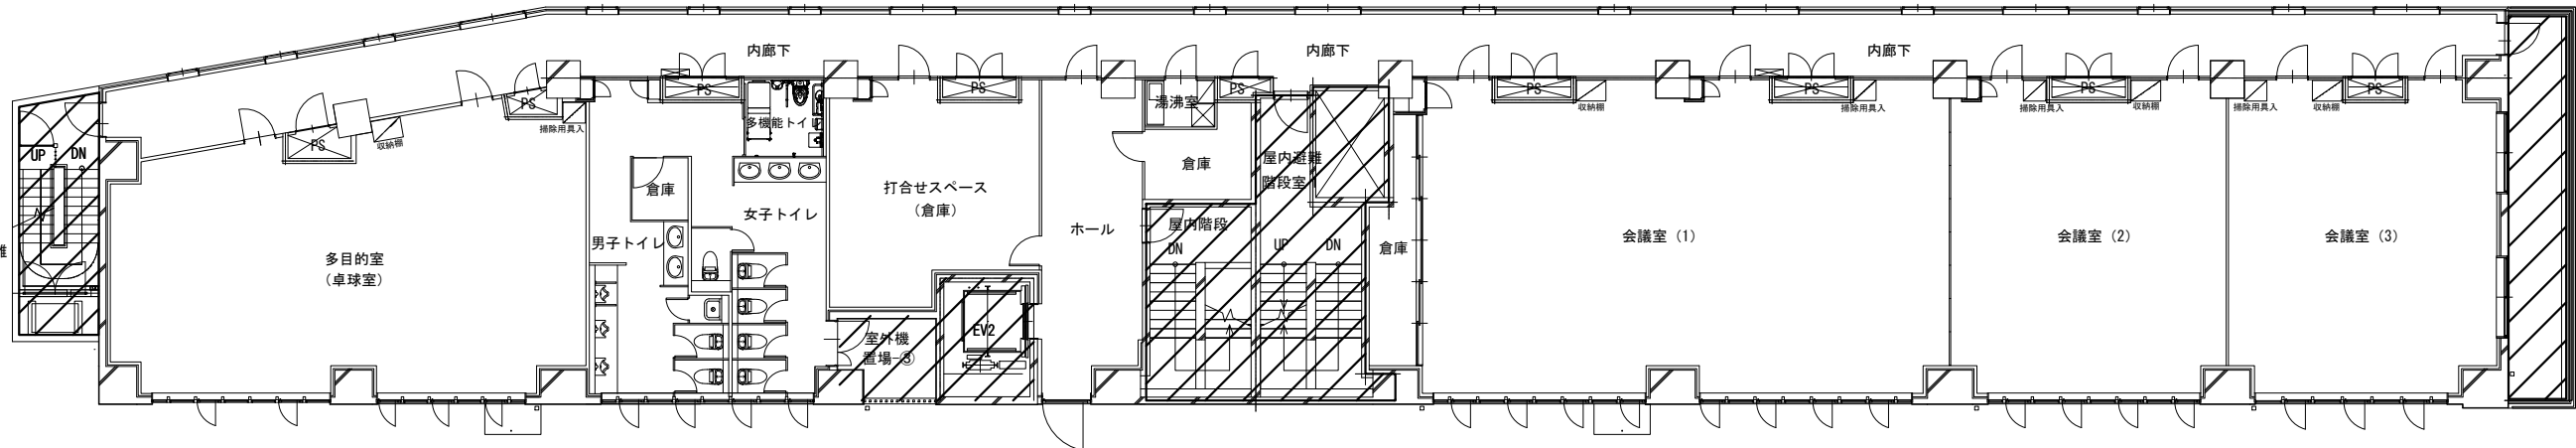 内廊下
内廊下
内廊下
PS
PS
PS
PS
PS
PS
PS
PS
PS
湯沸室
収納棚
掃除用具入
掃除用具入
収納棚
掃除用具入
収納棚
掃除用具入
多機能トイレ
収納棚
UP
DN
倉庫
打合せスペース
(倉庫)
倉庫
屋内避難
階段室
女子トイレ
男子トイレ
ホール
屋内階段
DN
UP
DN
倉庫
会議室 (1)
会議室 (2)
会議室 (3)
難
多目的室
(卓球室)
EV2
室外機
置場-③